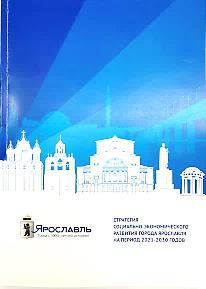 Ярославль
СТРАТЕГИЯ
СОЦИАЛЬНО-ЭКОНОМИЧЕСКОГО
РАЗВИТИЯ ГОРОДА ЯРОСЛАВЛЯ
НА ПЕРИОД 2021-2030 ГОДОВ